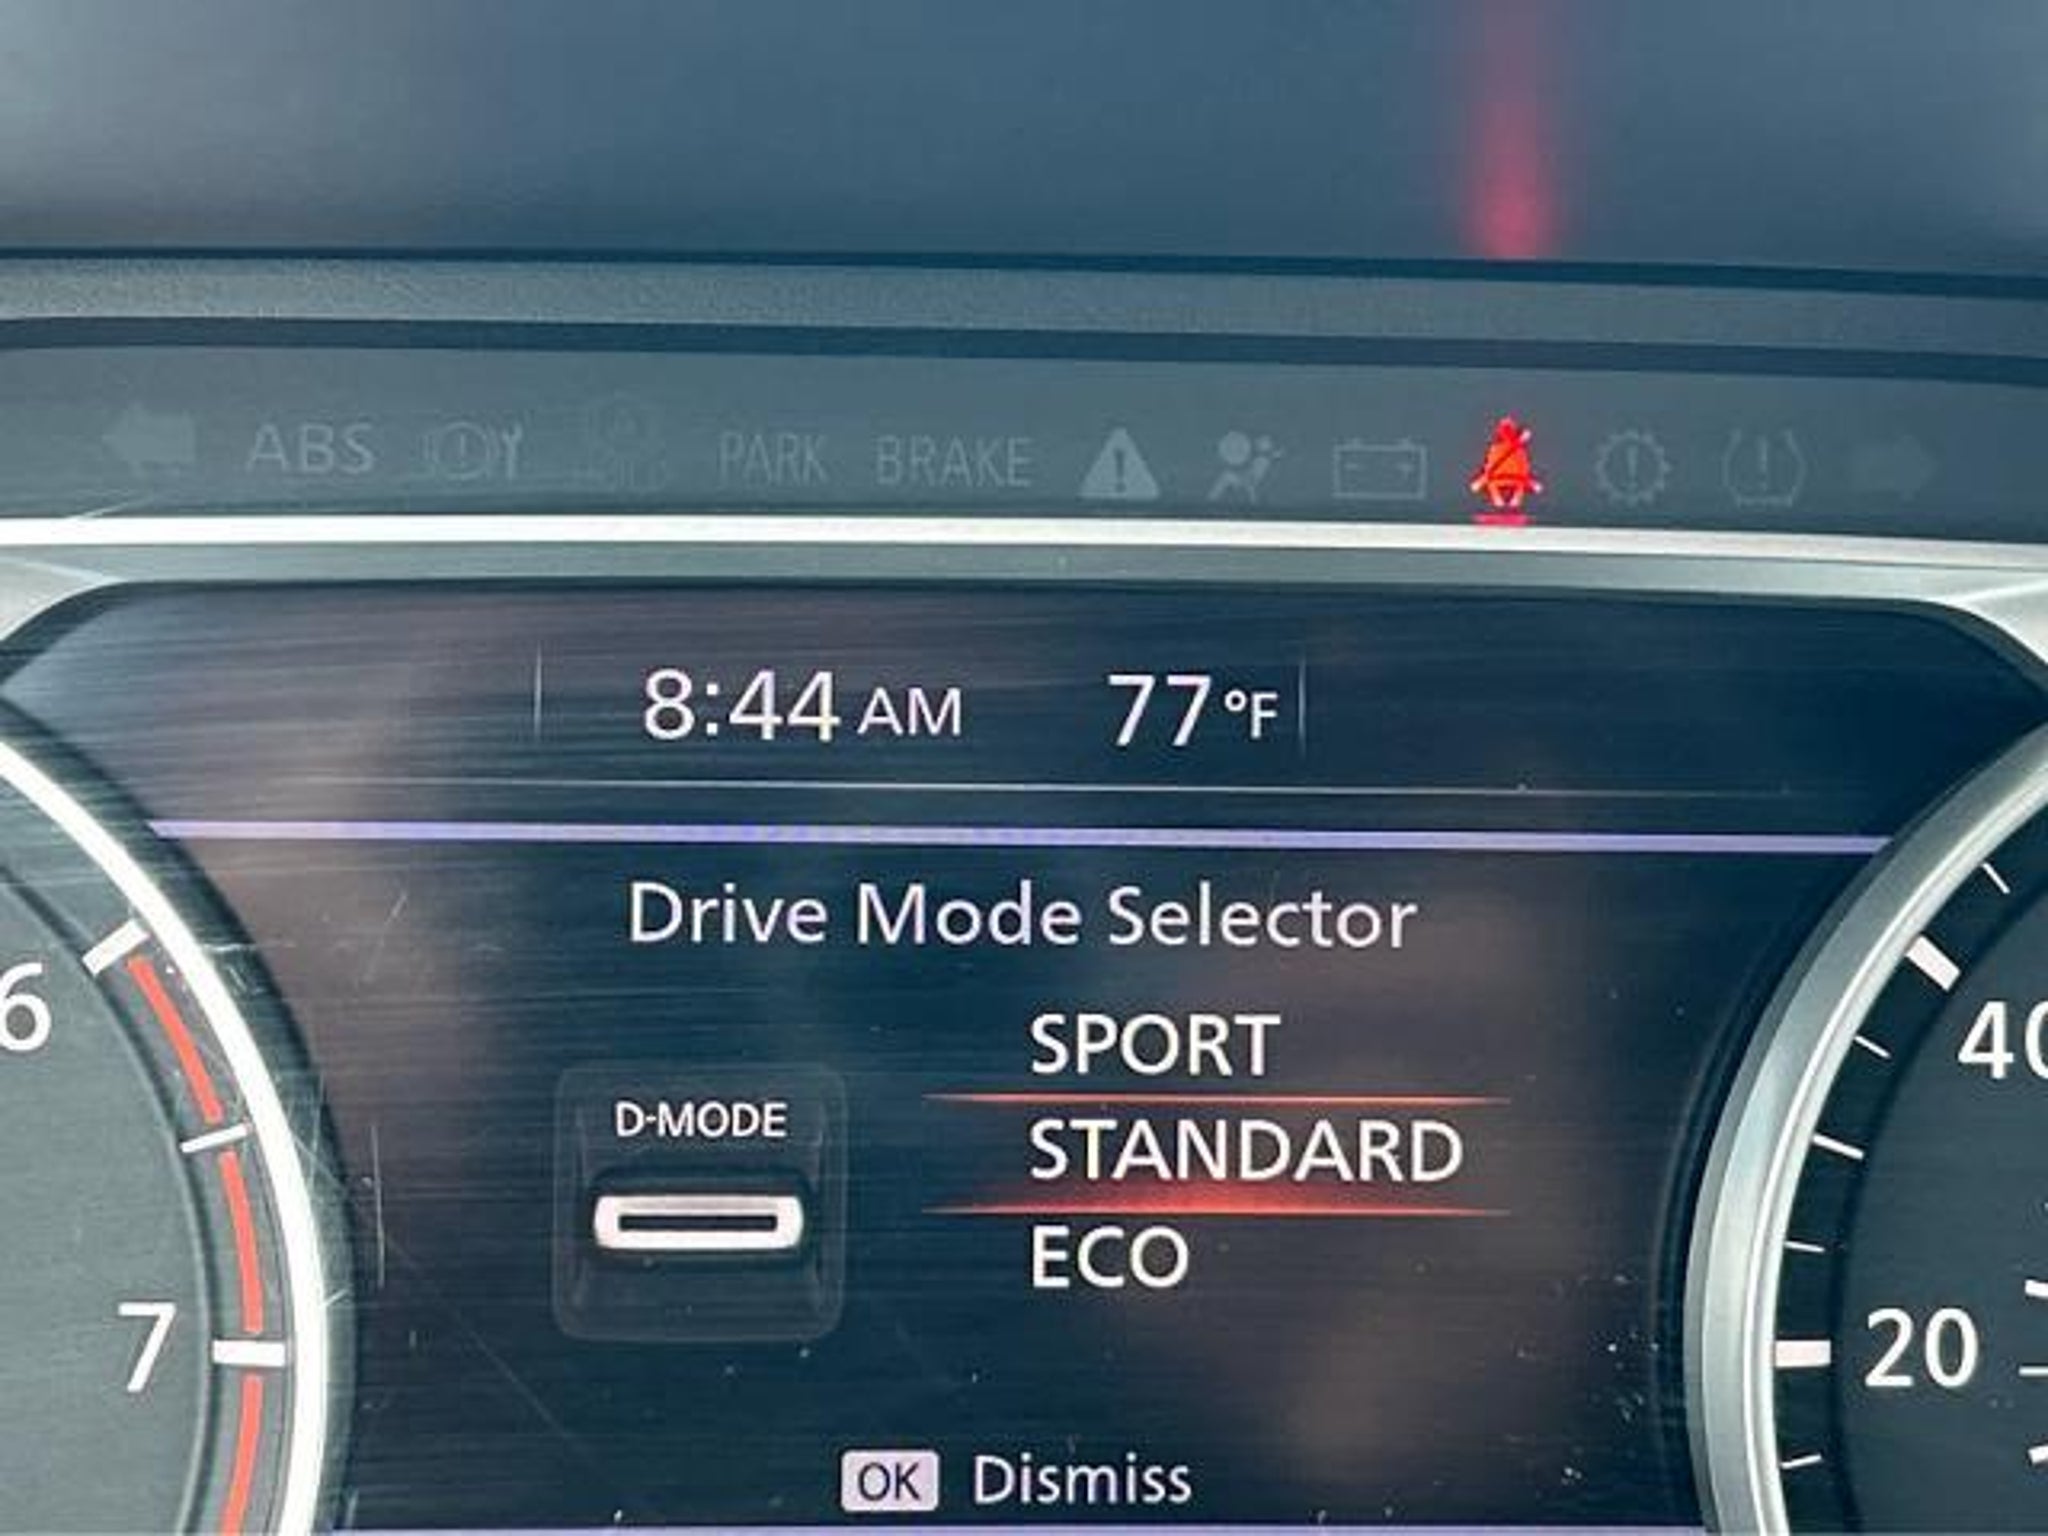 ABS PARK BRAKE
8:44 AM 77°F
Drive Mode Selector
6
40
SPORT
D-MODE
STANDARD
ECO
7
20
OK Dismiss